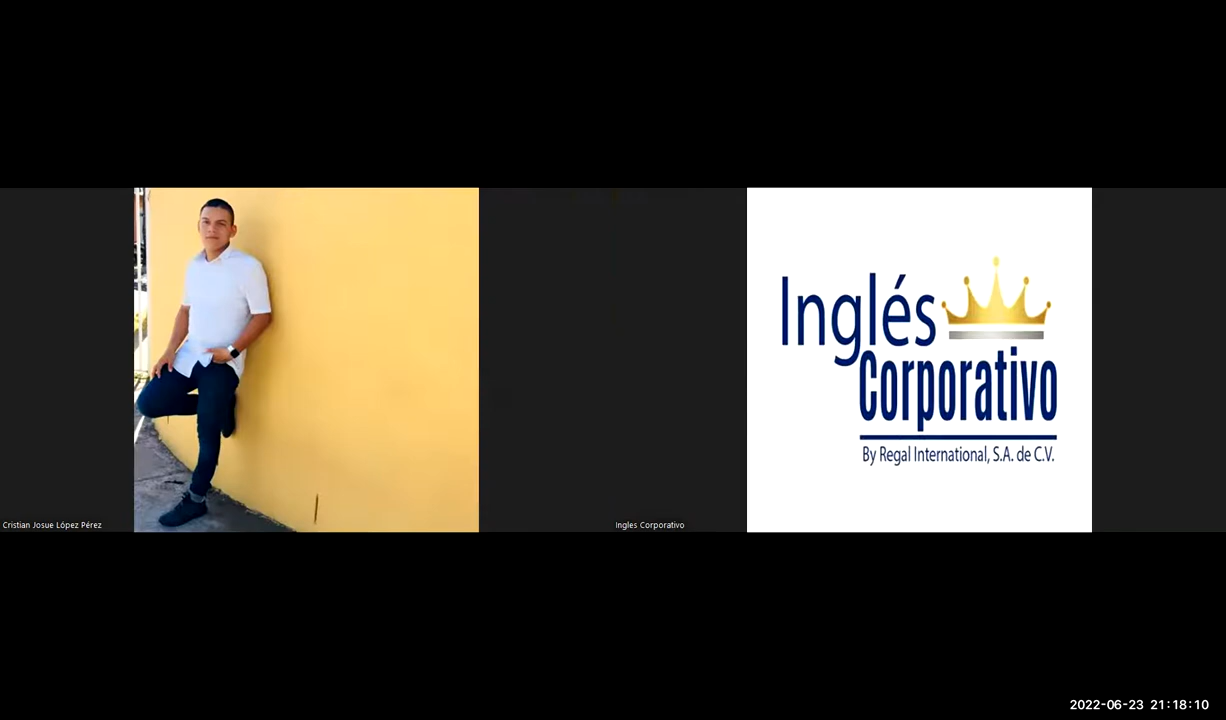 Inglés
Corporativo
By Regal International, S.A. de C.V.
Cristian Josue López Pérez
Ingles Corporativo
2022-06-23 21:18:10